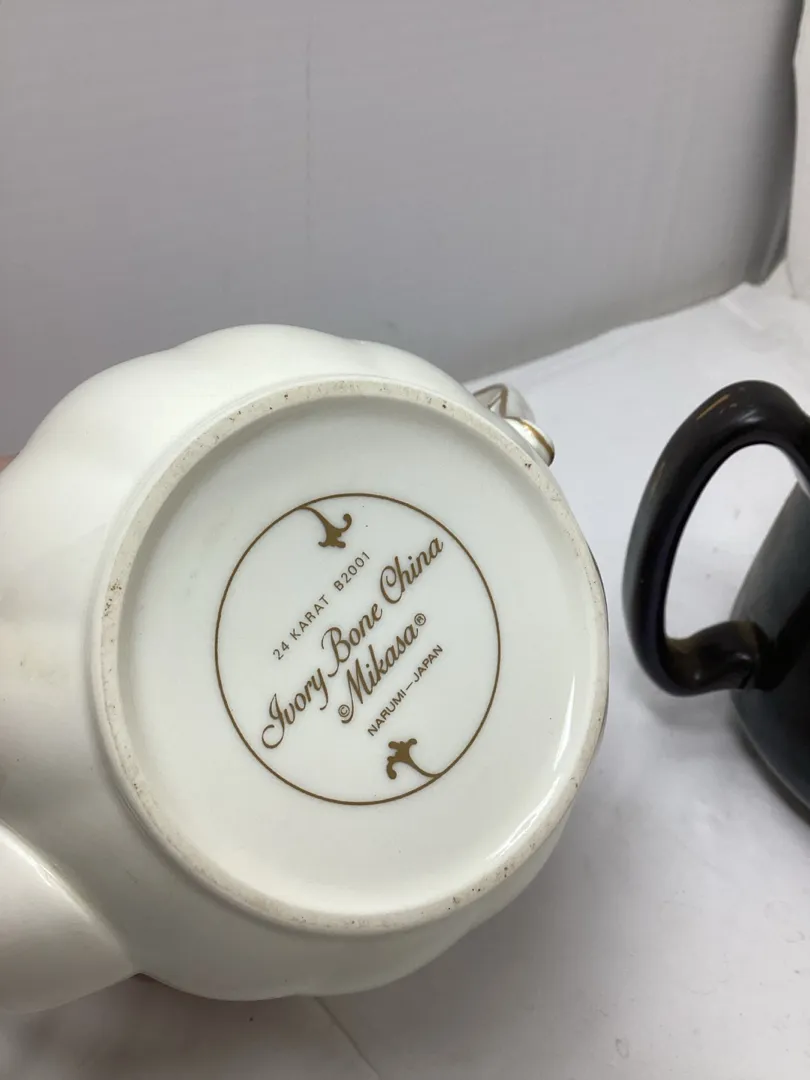 24 KARAT B2001
Ivory Bone China
©Mikasa®
NARUMI—JAPAN